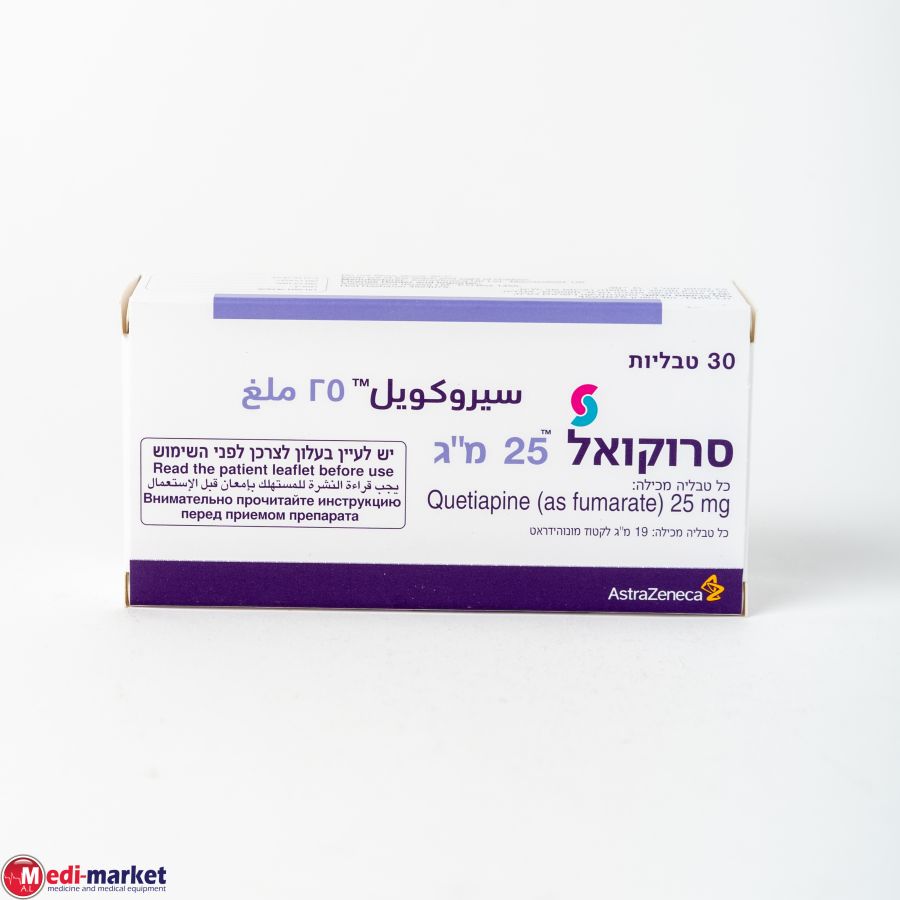 30 טבליות
سيروكويل™ ٢٥ ملغ
סרוקואל™ 25 מ"ג
כל טבליה מכילה:
Quetiapine (as fumarate) 25 mg
כל טבליה מכילה: 19 מ"ג לקטוז מונוהידראט
יש לעיין בעלון לצרכן לפני השימוש
Read the patient leaflet before use
يجب قراءة النشرة للمستهلك بإمعان قبل الإستعمال
Внимательно прочитайте инструкцию
перед приемом препарата
AstraZeneca
Medi-market
A.L
medicine and medical equipment